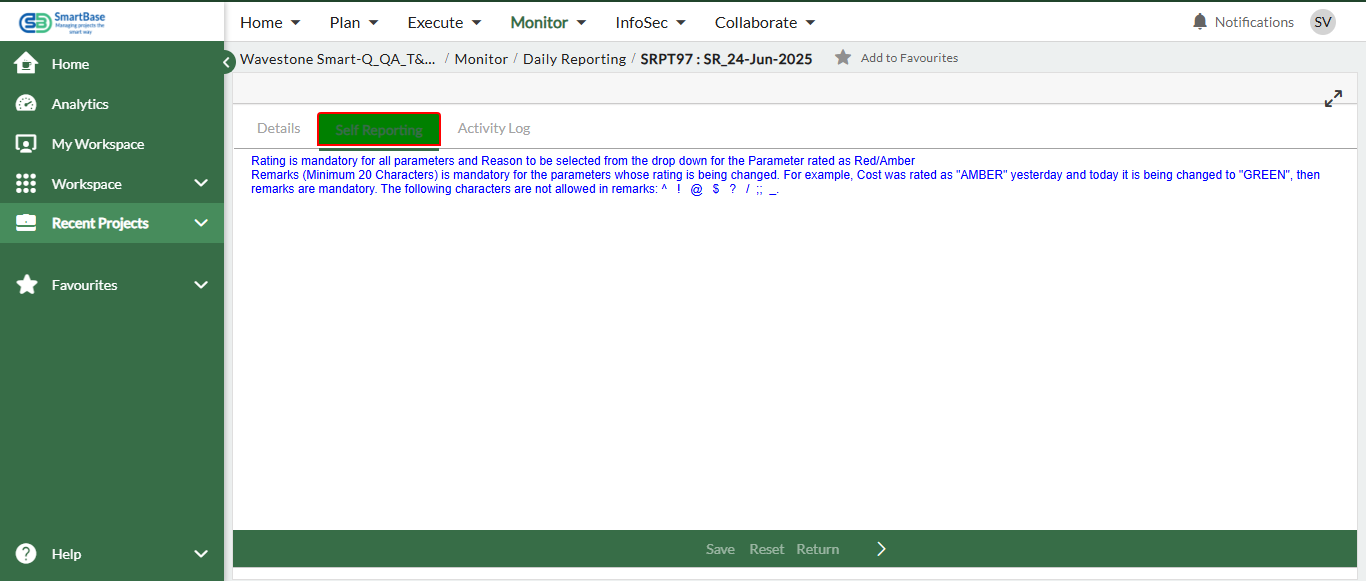 SmartBase
Managing projects the
smart way
Home Plan Execute Monitor InfoSec Collaborate
Notifications SV
Wavestone Smart-Q_QA_T&... / Monitor / Daily Reporting / SRPT97 : SR_24-Jun-2025 Add to Favourites
Home
Analytics
My Workspace
Workspace
Recent Projects
Favourites
Help
Details Self Reporting Activity Log
Rating is mandatory for all parameters and Reason to be selected from the drop down for the Parameter rated as Red/Amber
Remarks (Minimum 20 Characters) is mandatory for the parameters whose rating is being changed. For example, Cost was rated as "AMBER" yesterday and today it is being changed to "GREEN", then
remarks are mandatory. The following characters are not allowed in remarks: ^ ! @ $ ? / ;; _.
Save Reset Return